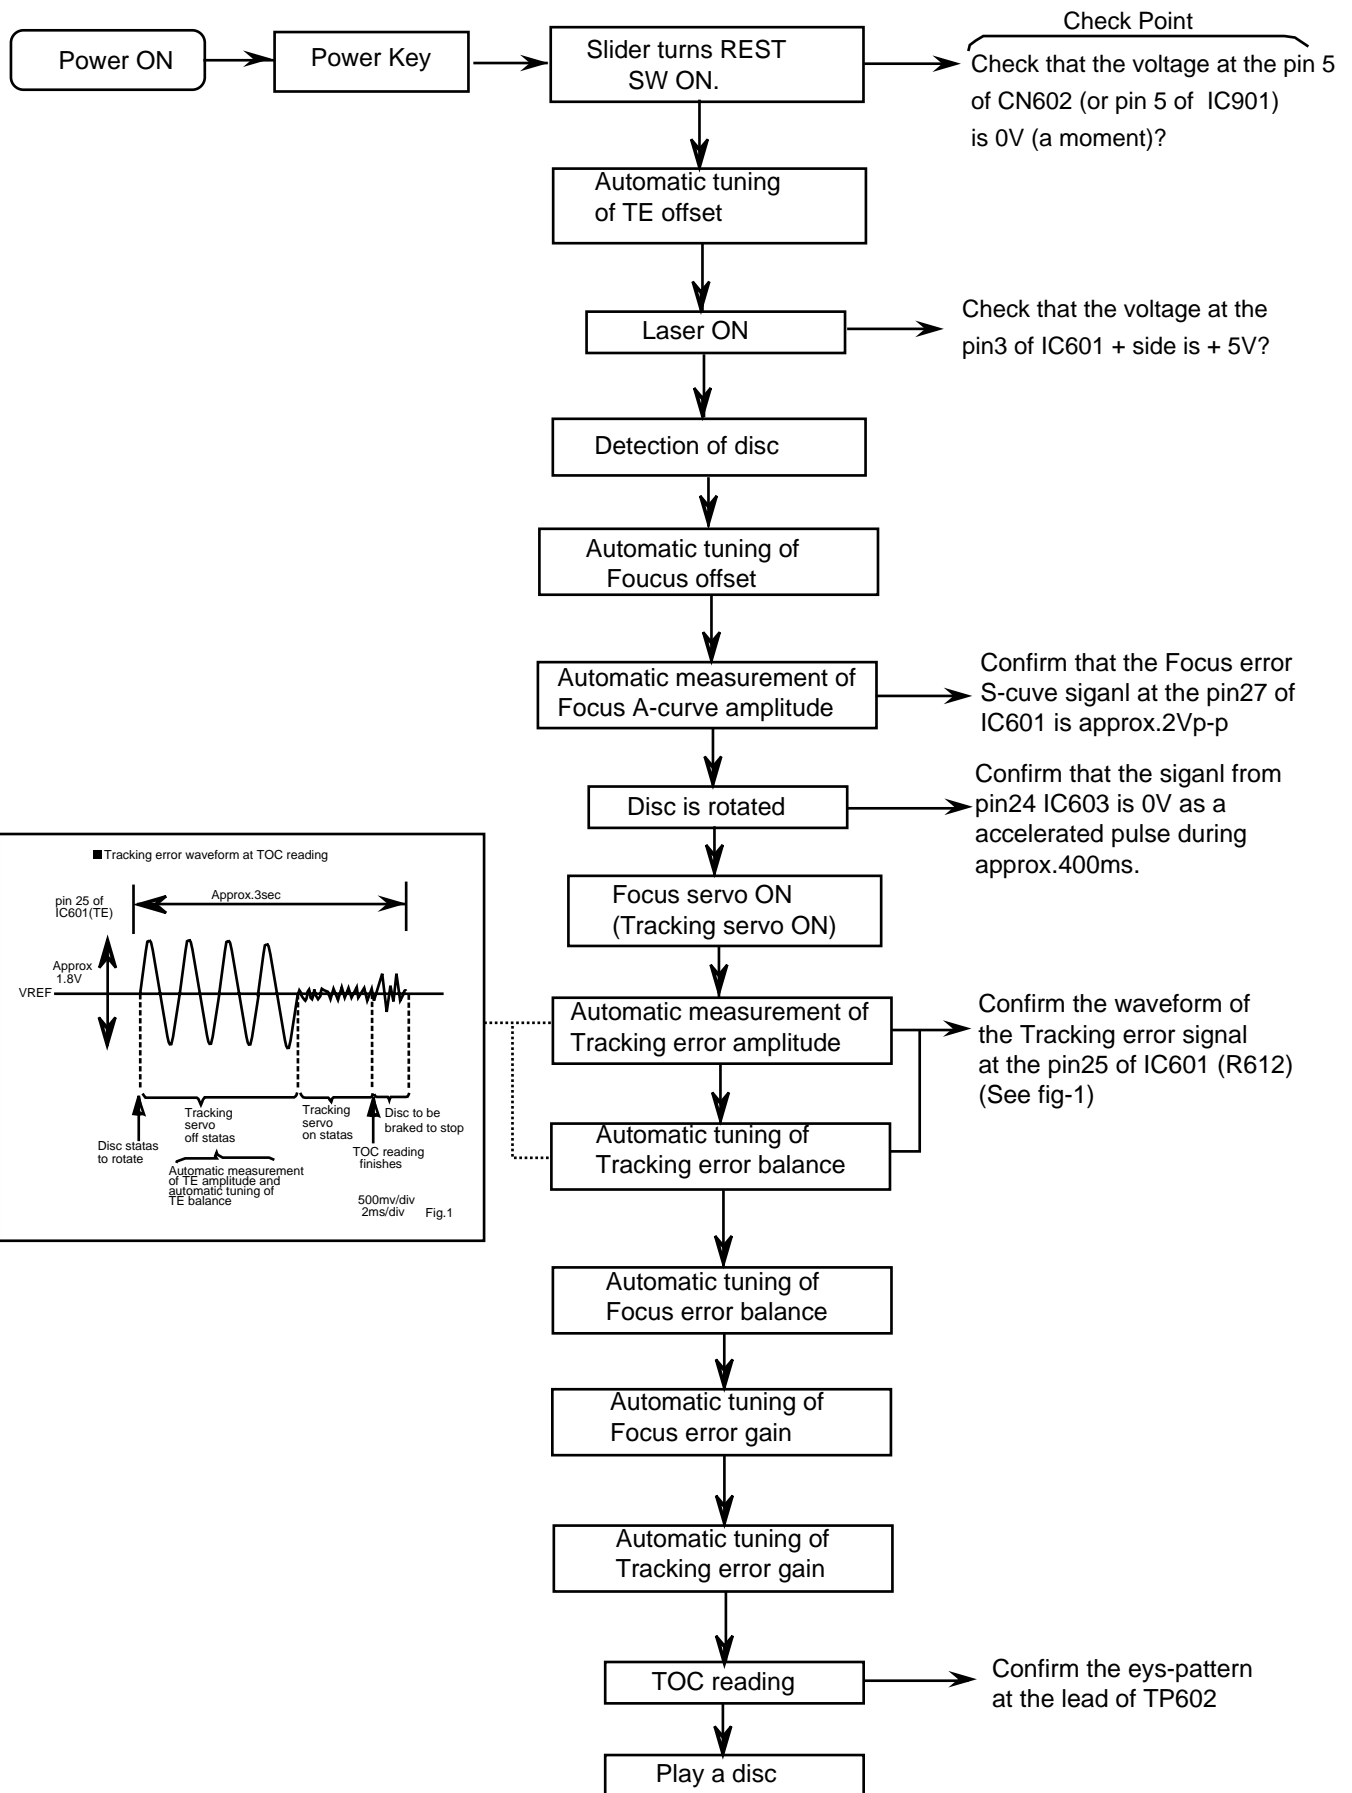 Check Point
Power ON
Power Key
Slider turns REST
SW ON.
Check that the voltage at the pin 5
of CN602 (or pin 5 of  IC901)
is 0V (a moment)?
Automatic tuning
of TE offset
Laser ON
Check that the voltage at the
pin3 of IC601 + side is + 5V?
Detection of disc
Automatic tuning of
Foucus offset
Automatic measurement of
Focus A-curve amplitude
Confirm that the Focus error
S-cuve siganl at the pin27 of
IC601 is approx.2Vp-p
Disc is rotated
Confirm that the siganl from
pin24 IC603 is 0V as a
accelerated pulse during
approx.400ms.
Focus servo ON
(Tracking servo ON)
■ Tracking error waveform at TOC reading
pin 25 of
IC601(TE)
Approx.3sec
Approx
1.8V
VREF
Disc statas
to rotate
Tracking
servo
off statas
Tracking
servo
on statas
Disc to be
braked to stop
TOC reading
finishes
Automatic measurement
of TE amplitude and
automatic tuning of
TE balance
500mv/div
2ms/div
Fig.1
Automatic measurement of
Tracking error amplitude
Confirm the waveform of
the Tracking error signal
at the pin25 of IC601 (R612)
(See fig-1)
Automatic tuning of
Tracking error balance
Automatic tuning of
Focus error balance
Automatic tuning of
Focus error gain
Automatic tuning of
Tracking error gain
TOC reading
Confirm the eys-pattern
at the lead of TP602
Play a disc